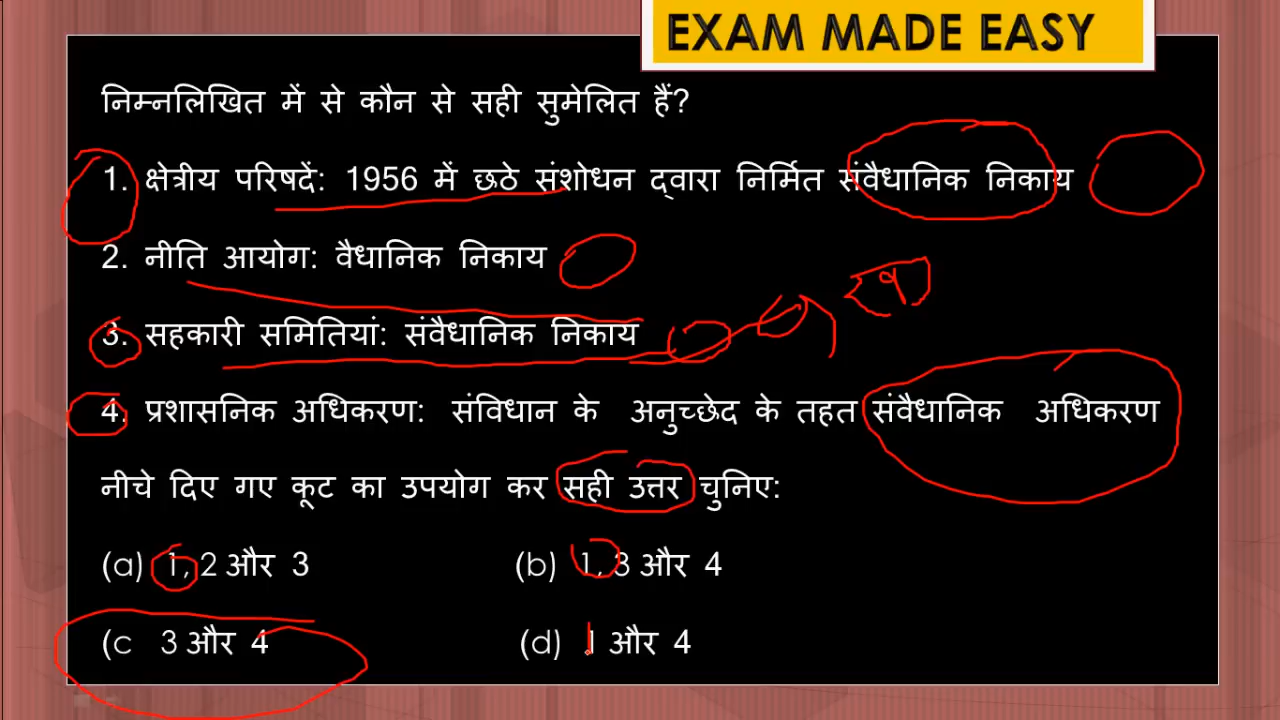 EXAM MADE EASY
निम्नलिखित में से कौन से सही सुमेलित हैं?
1. क्षेत्रीय परिषदें: 1956 में छठे संशोधन द्वारा निर्मित संवैधानिक निकाय
2. नीति आयोग: वैधानिक निकाय
3. सहकारी समितियां: संवैधानिक निकाय
4. प्रशासनिक अधिकरण: संविधान के अनुच्छेद के तहत संवैधानिक अधिकरण
नीचे दिए गए कूट का उपयोग कर सही उत्तर चुनिए:
(a) 1, 2 और 3 (b) 1, 3 और 4
(c 3 और 4 (d) 1 और 4